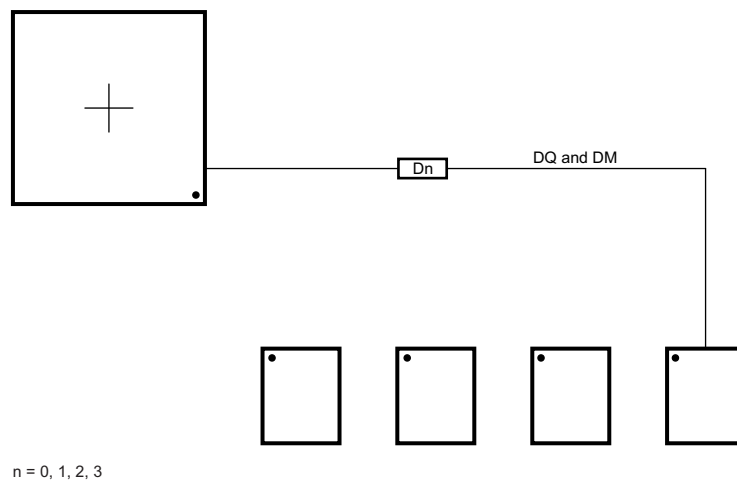 DQ and DM
Dn
n = 0, 1, 2, 3